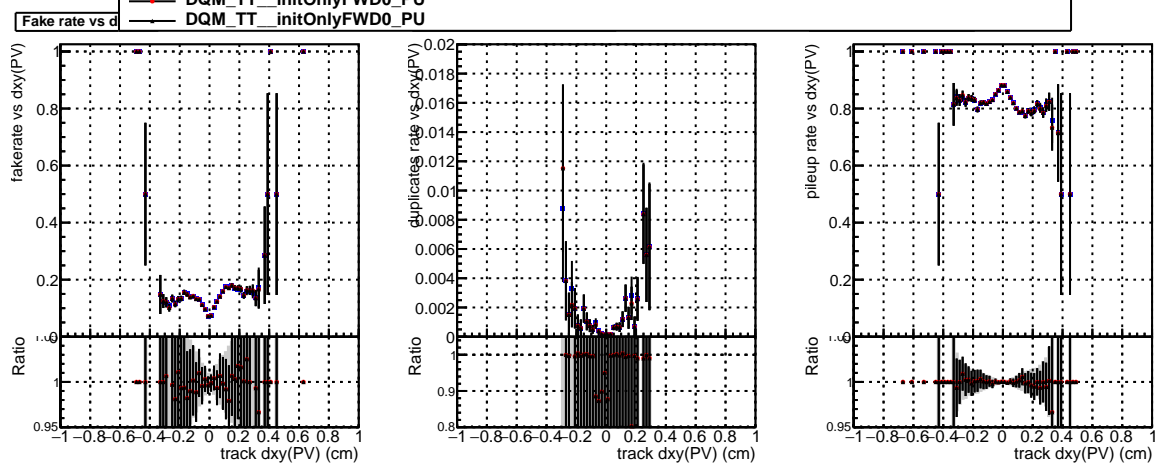 DQM_TT__initOnlyFWD0_PU
DQM_TT__initOnlyFWD0_PU
Fake rate vs d
fakerate vs dxy(PV)
1
0.8
0.6
0.4
0.2
0
Ratio
1
0.95
−1 −0.8 −0.6 −0.4 −0.2 0 0.2 0.4 0.6 0.8 1
track dxy(PV) (cm)
duplicates rate vs dxy(PV)
0.02
0.018
0.016
0.014
0.012
0.01
0.008
0.006
0.004
0.002
0
Ratio
1
0.9
0.8
−1 −0.8 −0.6 −0.4 −0.2 0 0.2 0.4 0.6 0.8 1
track dxy(PV) (cm)
pileup rate vs dxy(PV)
1
0.8
0.6
0.4
0.2
0
Ratio
1
0.95
−1 −0.8 −0.6 −0.4 −0.2 0 0.2 0.4 0.6 0.8 1
track dxy(PV) (cm)